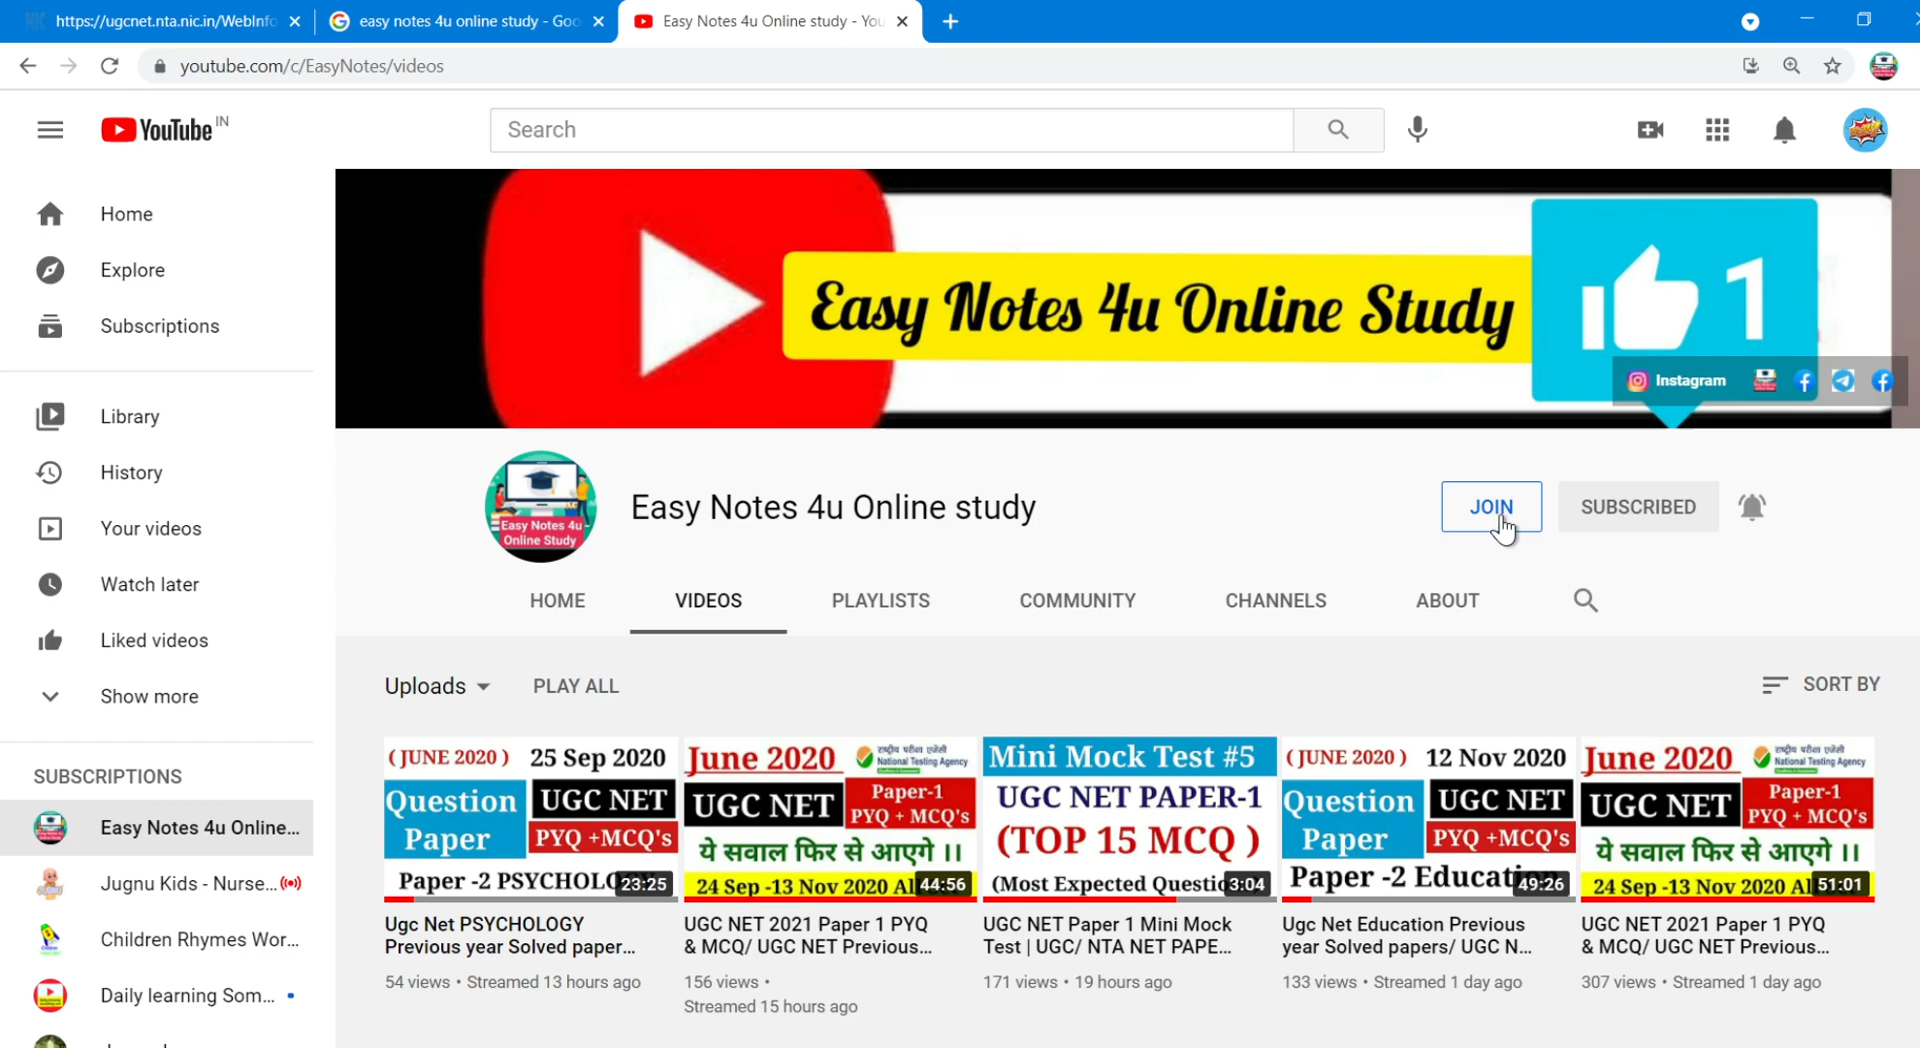 https://ugcnet.nta.nic.in/WebInfo
easy notes 4u online study - Goo
Easy Notes 4u Online study - You
youtube.com/c/EasyNotes/videos
YouTube IN
Search
Home
Explore
Subscriptions
Library
History
Your videos
Watch later
Liked videos
Show more
SUBSCRIPTIONS
Easy Notes 4u Online...
Jugnu Kids - Nurse...
Children Rhymes Wor...
Daily learning Som...
Easy Notes 4u Online Study
1
Instagram
Easy Notes 4u
Online Study
Easy Notes 4u Online study
JOIN
SUBSCRIBED
HOME
VIDEOS
PLAYLISTS
COMMUNITY
CHANNELS
ABOUT
Uploads
PLAY ALL
SORT BY
( JUNE 2020 ) 25 Sep 2020
Question
Paper
UGC NET
PYQ +MCQ's
Paper -2 PSYCHOLO
23:25
Ugc Net PSYCHOLOGY
Previous year Solved paper...
54 views • Streamed 13 hours ago
June 2020
राष्ट्रीय परीक्षा एजेंसी
National Testing Agency
UGC NET
Paper-1
PYQ + MCQ's
ये सवाल फिर से आएगे ।।
24 Sep -13 Nov 2020 Al
44:56
UGC NET 2021 Paper 1 PYQ
& MCQ/ UGC NET Previous...
156 views •
Streamed 15 hours ago
Mini Mock Test #5
UGC NET PAPER-1
(TOP 15 MCQ )
(Most Expected Questi
3:04
UGC NET Paper 1 Mini Mock
Test | UGC/ NTA NET PAPE...
171 views • 19 hours ago
( JUNE 2020 ) 12 Nov 2020
Question
Paper
UGC NET
PYQ +MCQ's
Paper -2 Educat
49:26
Ugc Net Education Previous
year Solved papers/ UGC N...
133 views • Streamed 1 day ago
June 2020
राष्ट्रीय परीक्षा एजेंसी
National Testing Agency
UGC NET
Paper-1
PYQ + MCQ's
ये सवाल फिर से आएगे ।।
24 Sep -13 Nov 2020 Al
51:01
UGC NET 2021 Paper 1 PYQ
& MCQ/ UGC NET Previous...
307 views • Streamed 1 day ago